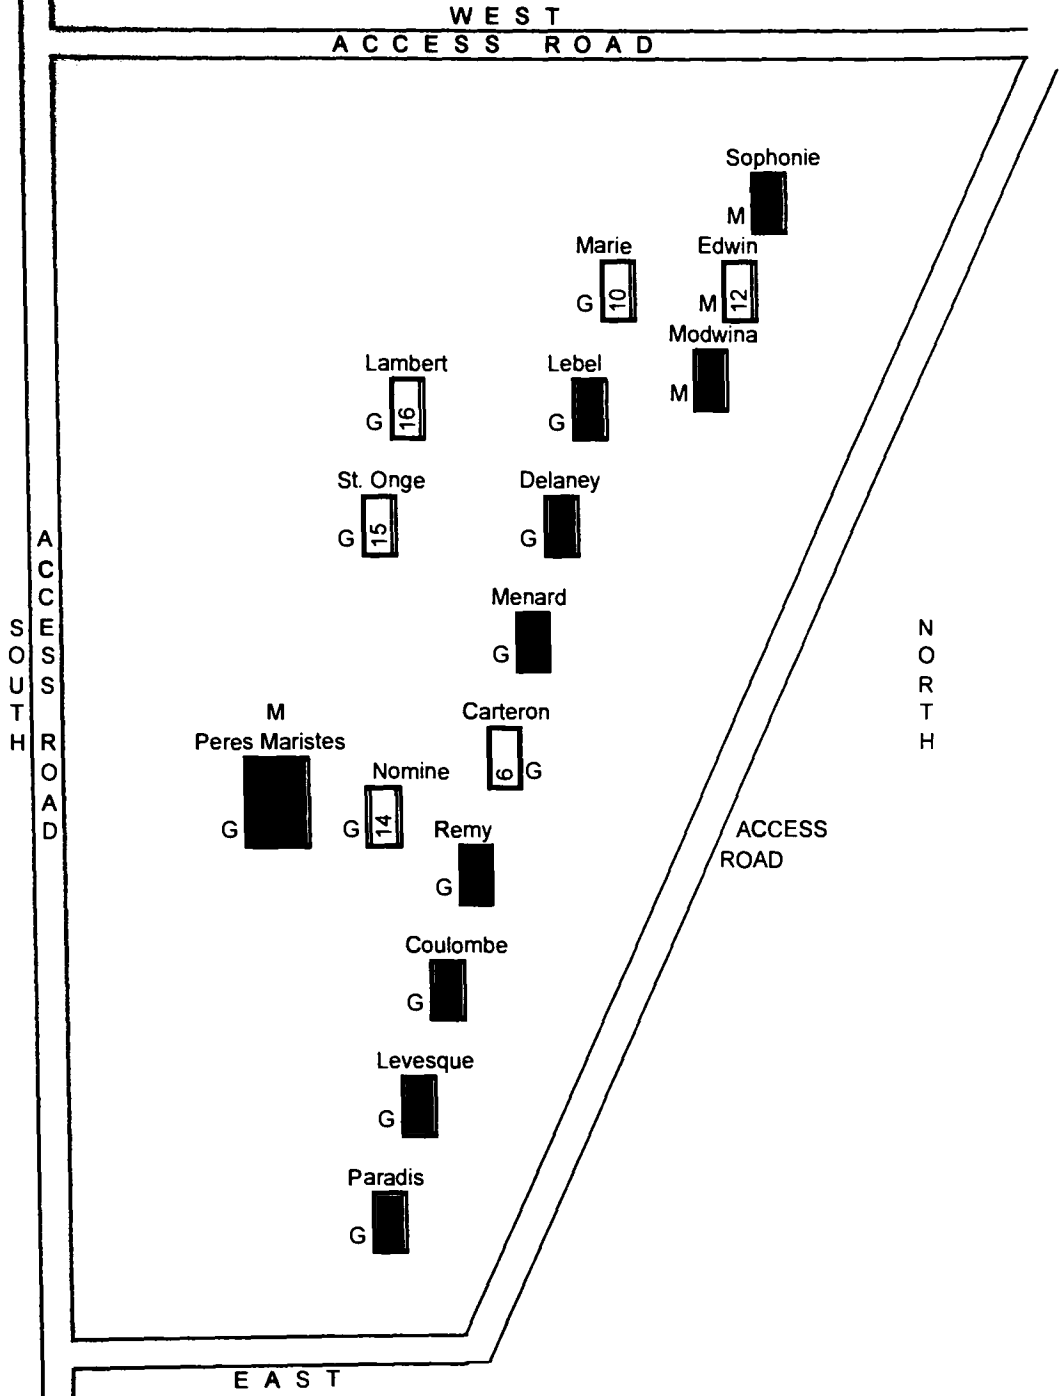 WEST
ACCESS ROAD
Sophonie
M
Marie
G
10
Edwin
M
12
Modwina
M
Lambert
G
16
Lebel
G
St. Onge
G
15
Delaney
G
Menard
G
SOUTH
ACCESS ROAD
NORTH
M
Peres Maristes
G
Nomine
G
14
Carteron
6
G
Remy
G
ACCESS
ROAD
Coulombe
G
Levesque
G
Paradis
G
EAST